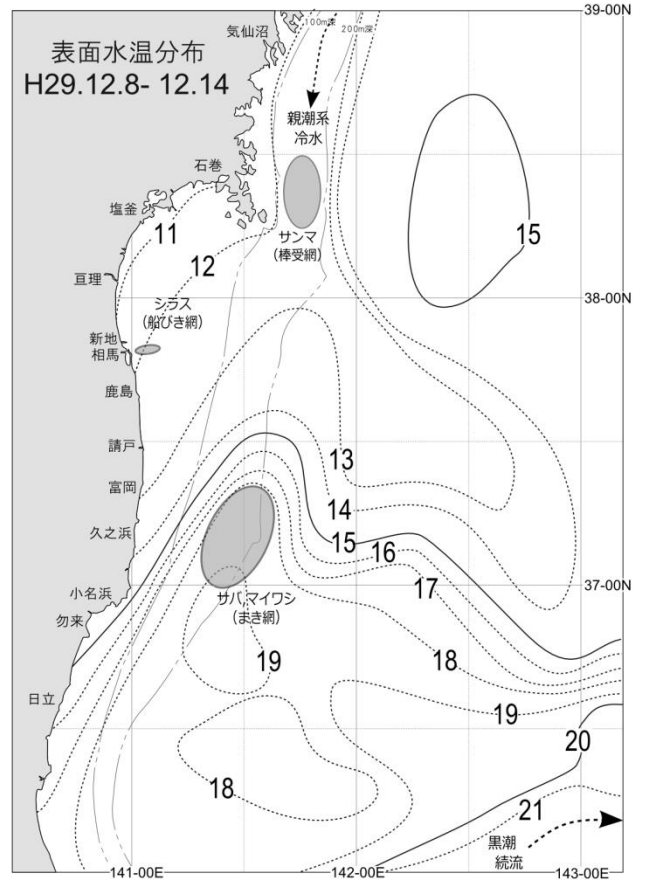 39-00N
気仙沼
100m深
200m深
表面水温分布
H29.12.8- 12.14
親潮系
冷水
石巻
塩釜
11
サンマ
(棒受網)
15
12
亘理
38-00N
シラス
(船びき網)
新地
相馬
鹿島
請戸
13
富岡
14
久之浜
15
16
37-00N
17
小名浜
サバ,マイワシ
(まき網)
勿来
19
18
日立
19
20
18
21
黒潮
続流
141-00E
142-00E
143-00E